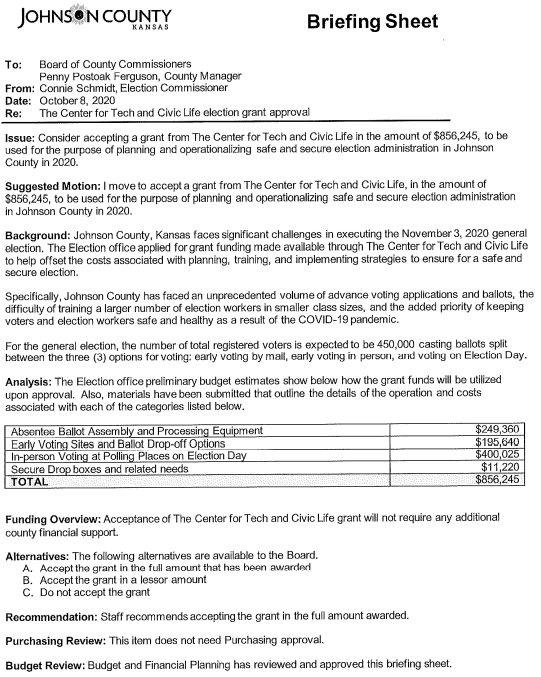 JOHNSON COUNTY
KANSAS
Briefing Sheet
To: Board of County Commissioners
Penny Postoak Ferguson, County Manager
From: Connie Schmidt, Election Commissioner
Date: October 8, 2020
Re: The Center for Tech and Civic Life election grant approval
Issue: Consider accepting a grant from The Center for Tech and Civic Life in the amount of $856,245, to be
used for the purpose of planning and operationalizing safe and secure election administration in Johnson
County in 2020.
Suggested Motion: I move to accept a grant from The Center for Tech and Civic Life, in the amount of
$856,245, to be used for the purpose of planning and operationalizing safe and secure election administration
in Johnson County in 2020.
Background: Johnson County, Kansas faces significant challenges in executing the November 3, 2020 general
election. The Election office applied for grant funding made available through The Center for Tech and Civic Life
to help offset the costs associated with planning, training, and implementing strategies to ensure for a safe and
secure election.
Specifically, Johnson County has faced an unprecedented volume of advance voting applications and ballots, the
difficulty of training a larger number of election workers in smaller class sizes, and the added priority of keeping
voters and election workers safe and healthy as a result of the COVID-19 pandemic.
For the general election, the number of total registered voters is expected to be 450,000 casting ballots split
between the three (3) options for voting: early voting by mail, early voting in person, and voting on Election Day.
Analysis: The Election office preliminary budget estimates show below how the grant funds will be utilized
upon approval. Also, materials have been submitted that outline the details of the operation and costs
associated with each of the categories listed below.
Absentee Ballot Assembly and Processing Equipment $249,360
Early Voting Sites and Ballot Drop-off Options $195,640
In-person Voting at Polling Places on Election Day $400,025
Secure Drop boxes and related needs $11,220
TOTAL $856,245
Funding Overview: Acceptance of The Center for Tech and Civic Life grant will not require any additional
county financial support.
Alternatives: The following alternatives are available to the Board.
A. Accept the grant in the full amount that has been awarded
B. Accept the grant in a lessor amount
C. Do not accept the grant
Recommendation: Staff recommends accepting the grant in the full amount awarded.
Purchasing Review: This item does not need Purchasing approval.
Budget Review: Budget and Financial Planning has reviewed and approved this briefing sheet.